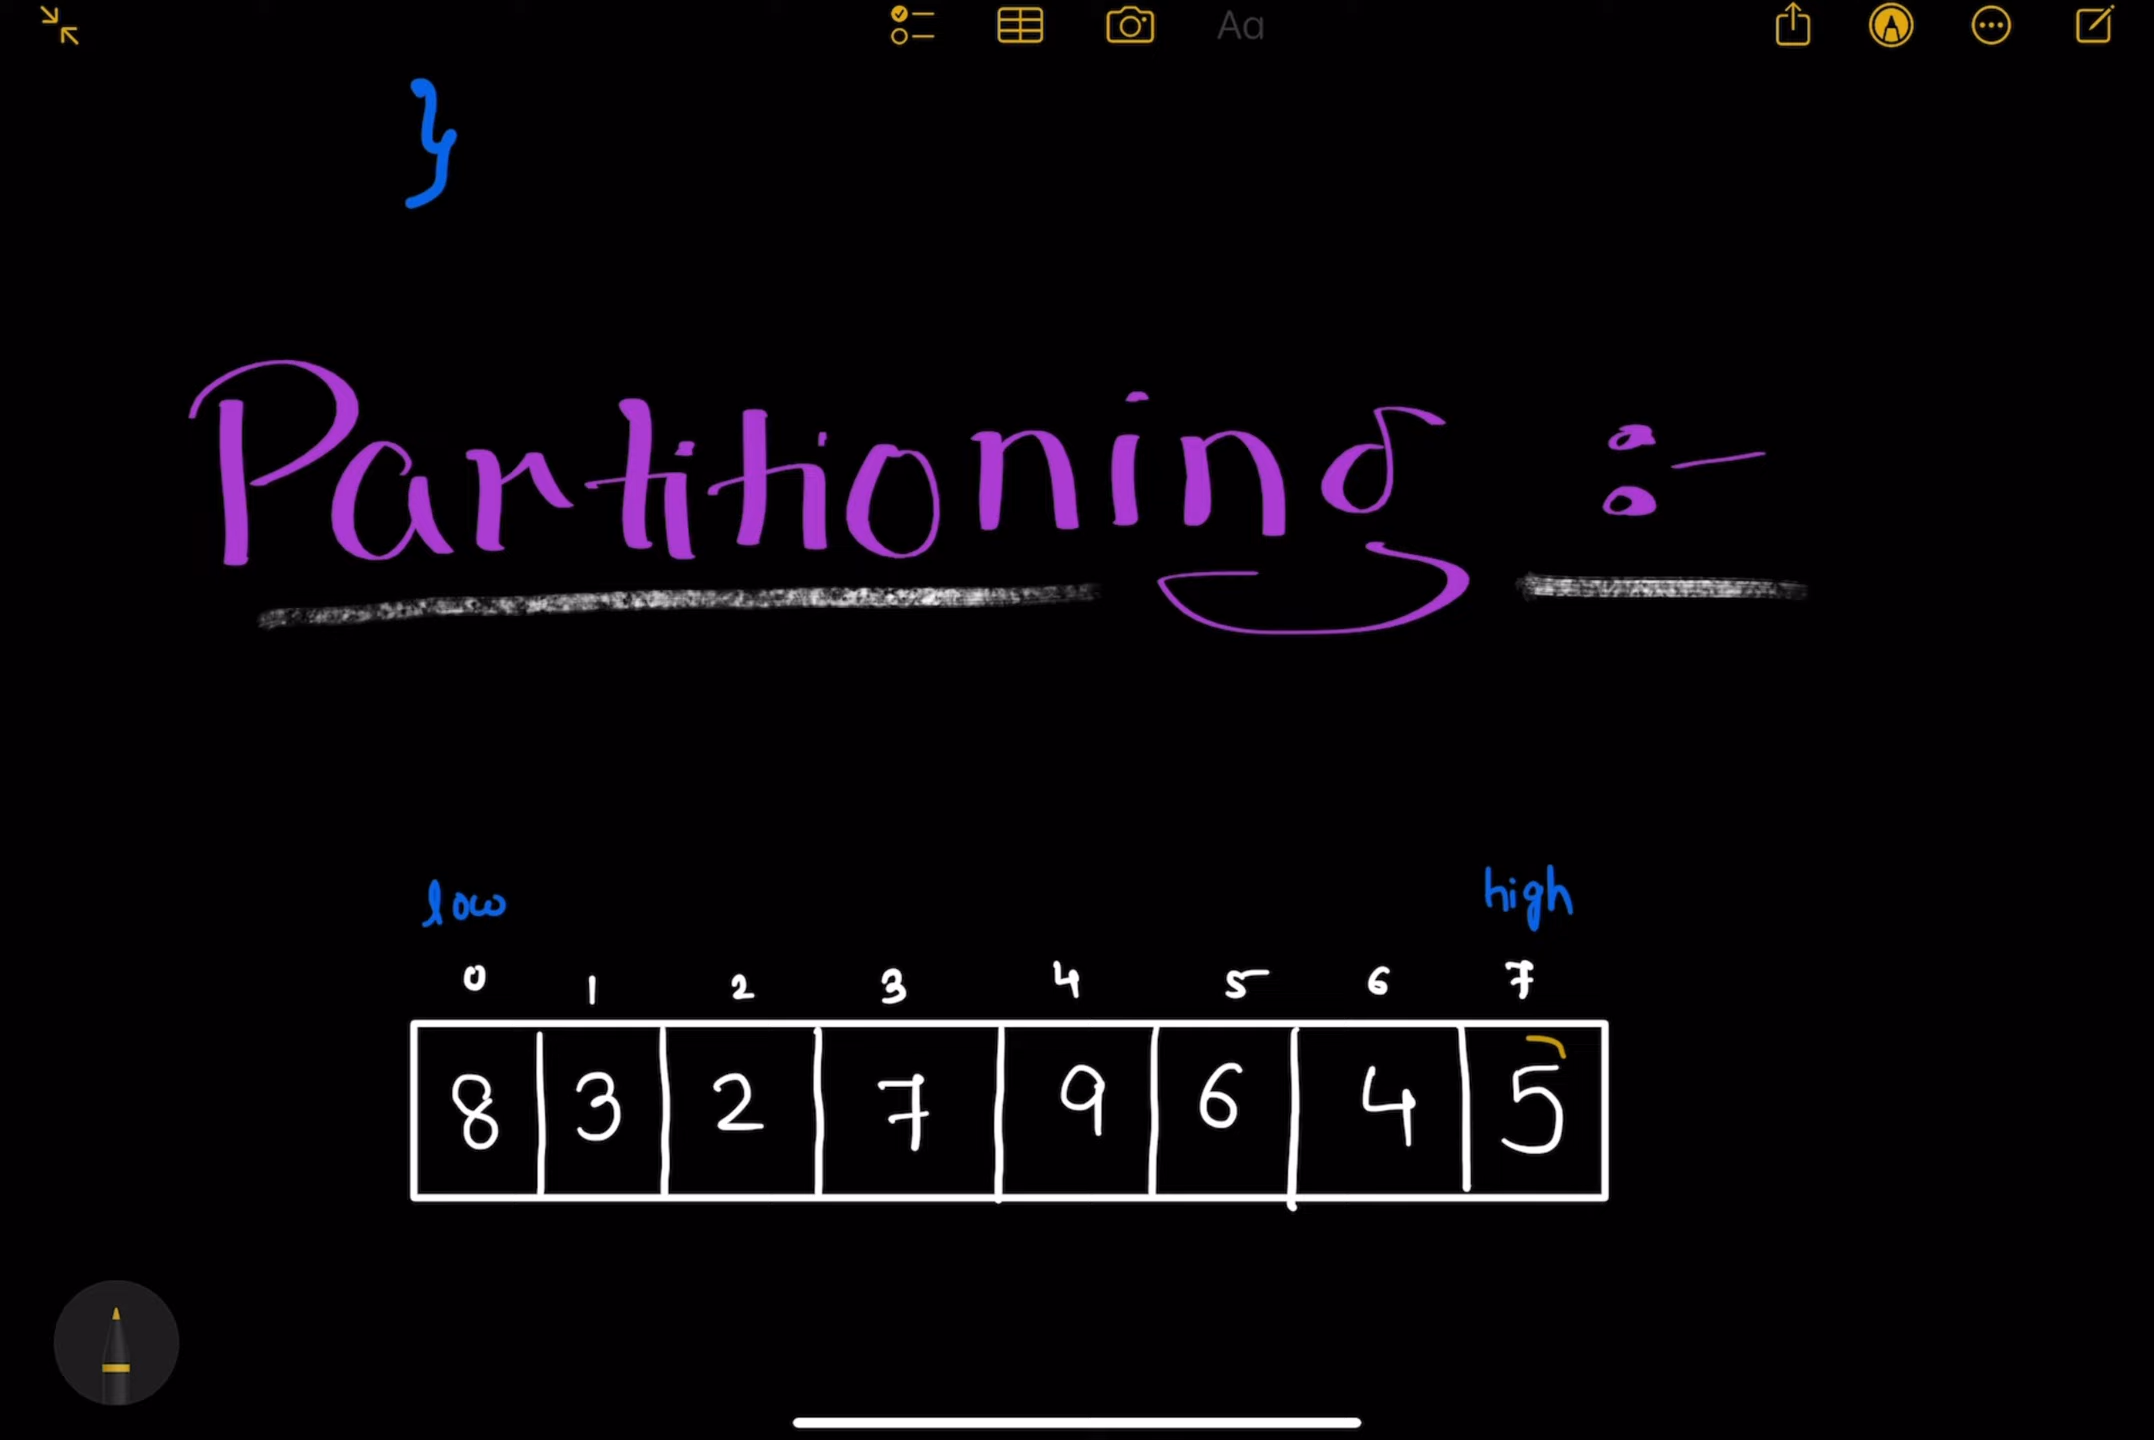 Aa
}
Partitioning :-
low high
0 1 2 3 4 5 6 7
8 3 2 7 9 6 4 5